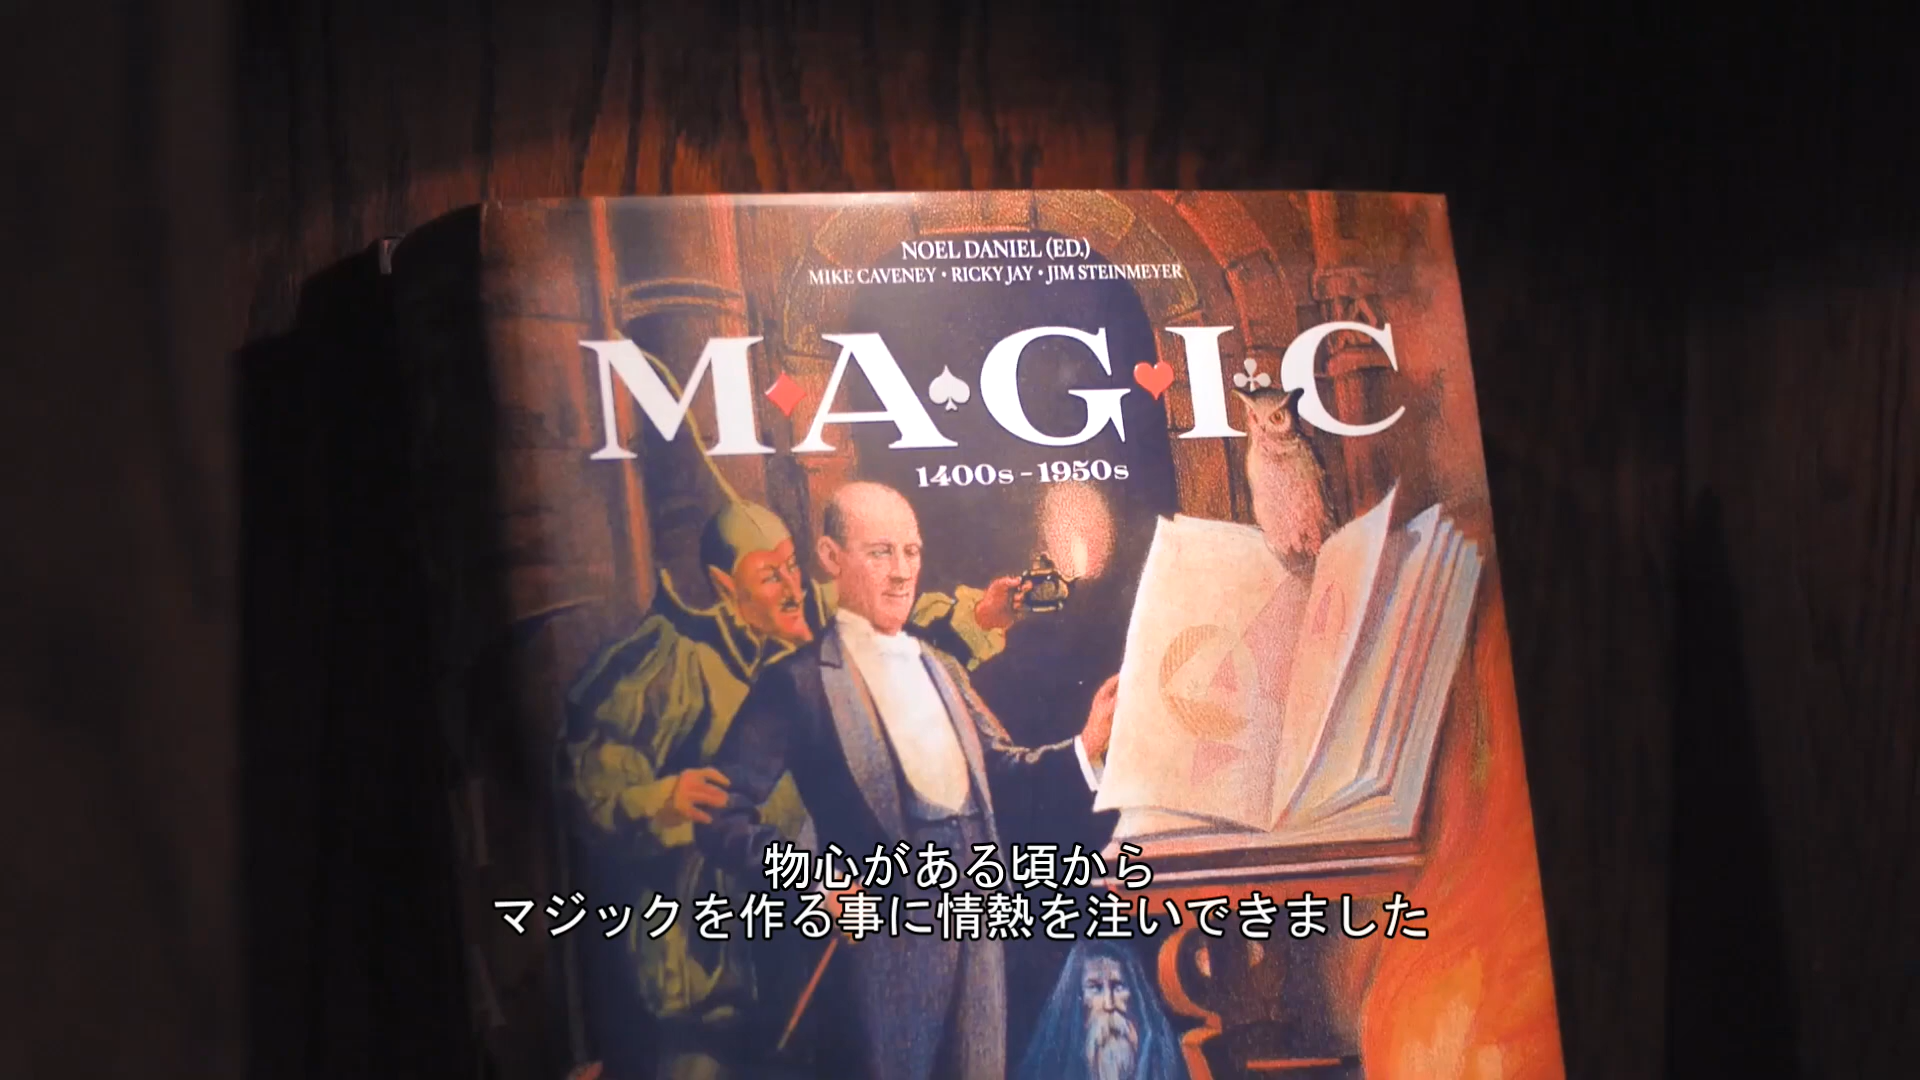 NOEL DANIEL (ED.)
MIKE CAVENEY • RICKY JAY • JIM STEINMEYER
M♦A♠G♥I♣C
1400s - 1950s
物心がある頃から
マジックを作る事に情熱を注いできました